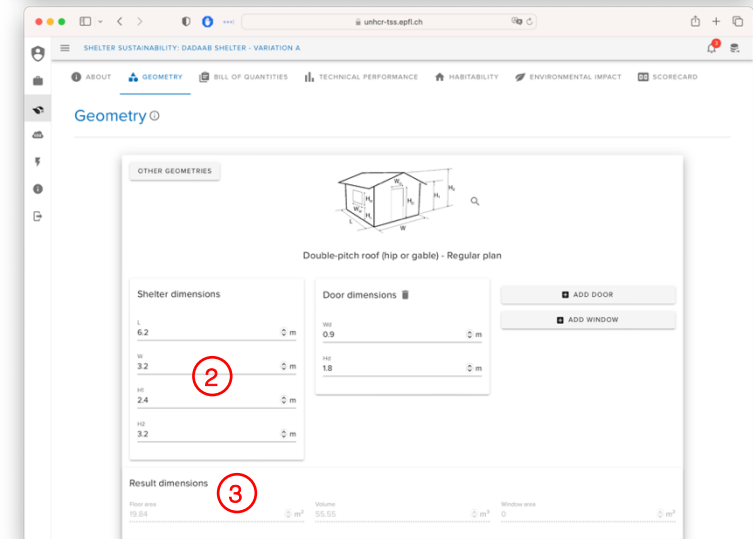 unhcr-tss.epfl.ch
SHELTER SUSTAINABILITY: DADAAB SHELTER - VARIATION A
ABOUT GEOMETRY BILL OF QUANTITIES TECHNICAL PERFORMANCE HABITABILITY ENVIRONMENTAL IMPACT SCORECARD
Geometry
OTHER GEOMETRIES
L
W
Double-pitch roof (hip or gable) - Regular plan
Shelter dimensions
Door dimensions
ADD DOOR
ADD WINDOW
L
6.2 m
Wd
0.9 m
W
3.2 m
Hd
1.8 m
2
H1
2.4 m
H2
3.2 m
Result dimensions
3
Floor area
19.84 m²
Volume
55.55 m³
Window area
0 m²